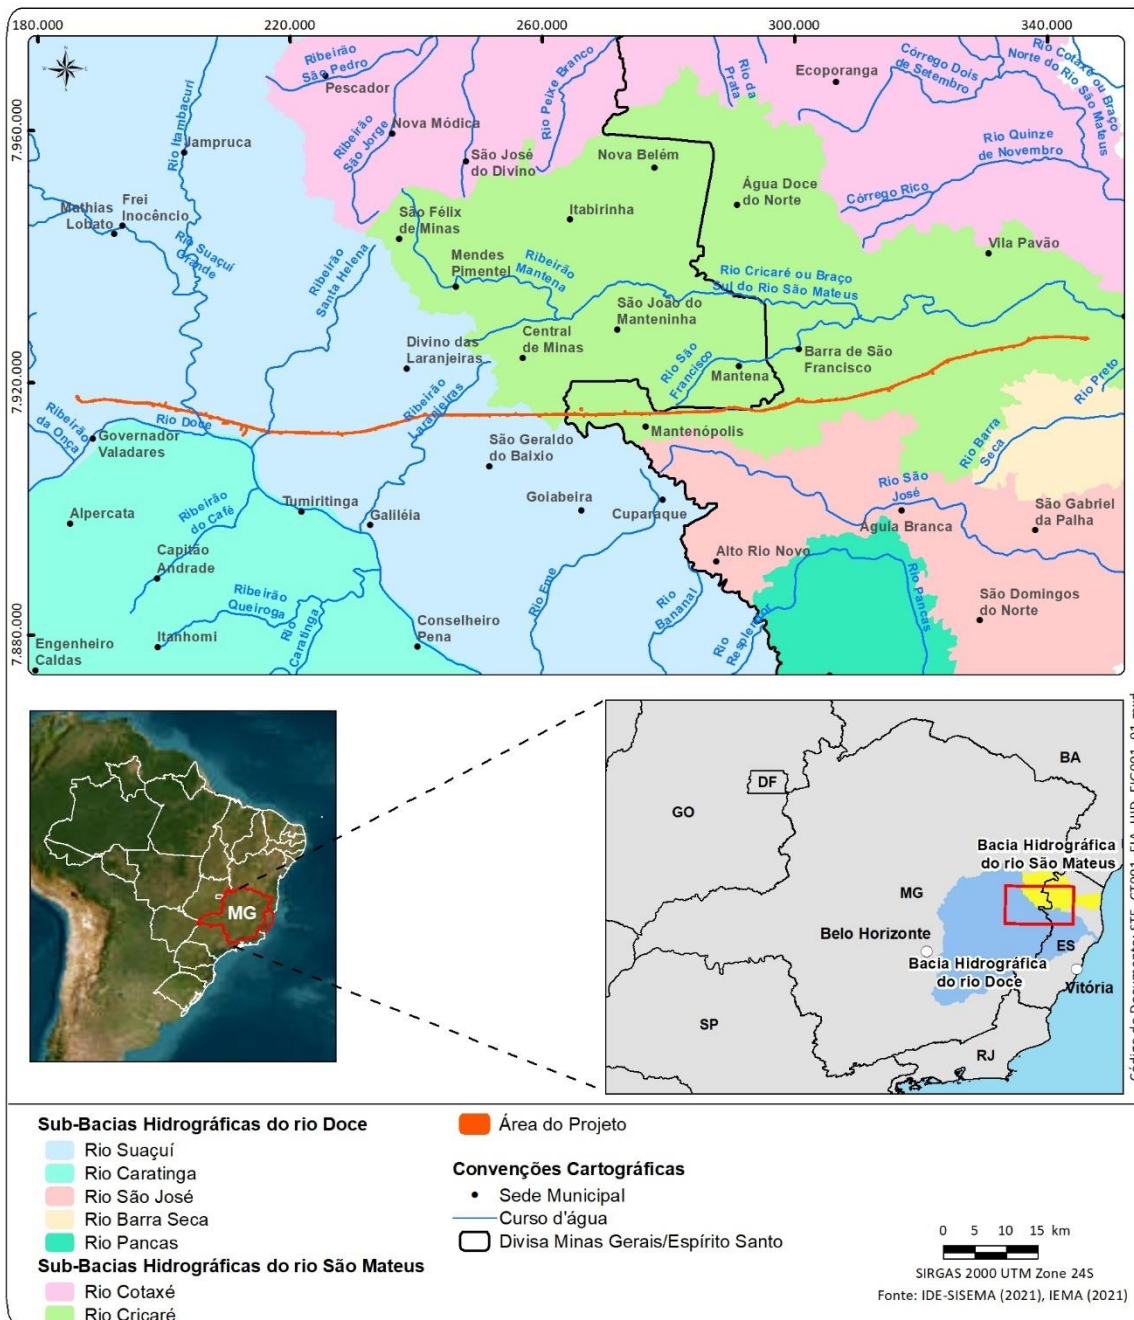 180.000
220.000
260.000
300.000
340.000
7.960.000
7.920.000
7.880.000
N
Ribeirão
São Pedro
Pescador
Rio Itambacuri
Jampruca
Ribeirão
São Jorge
Nova Módica
São José
do Divino
Rio Peixe Branco
Rio da
Prata
Ecoporanga
Córrego Dois
de Setembro
Rio Cotaxe ou Braço
Norte do Rio São Mateus
Rio Quinze
de Novembro
Córrego Rico
Nova Belém
Itabirinha
Água Doce
do Norte
Vila Pavão
Mathias
Lobato
Frei
Inocêncio
Rio Suaçuí
Grande
Ribeirão
Santa Helena
São Félix
de Minas
Mendes
Pimentel
Ribeirão
Mantena
Rio Cricaré ou Braço
Sul do Rio São Mateus
São João do
Manteninha
Central
de Minas
Divino das
Laranjeiras
Ribeirão
Laranjeiras
Rio São
Francisco
Mantena
Barra de São
Francisco
Rio Preto
Ribeirão
da Onça
Rio Doce
Governador
Valadares
São Geraldo
do Baixio
Mantenópolis
Rio Barra
Seca
Alpercata
Ribeirão
do Café
Tumiritinga
Galiléia
Goiabeira
Cuparaque
Rio São
José
Aguia Branca
São Gabriel
da Palha
Capitão
Andrade
Ribeirão
Queiroga
Rio
Caratinga
Itanhomi
Engenheiro
Caldas
Conselheiro
Pena
Rio Eme
Rio
Bananal
Rio
Resplendor
Alto Rio Novo
Rio Pancas
São Domingos
do Norte
MG
BA
DF
GO
MG
Bacia Hidrográfica
do rio São Mateus
Belo Horizonte
ES
Bacia Hidrográfica
do rio Doce
Vitória
SP
RJ
Sub-Bacias Hidrográficas do rio Doce
Rio Suaçuí
Rio Caratinga
Rio São José
Rio Barra Seca
Rio Pancas
Sub-Bacias Hidrográficas do rio São Mateus
Rio Cotaxé
Rio Cricaré
Área do Projeto
Convenções Cartográficas
Sede Municipal
Curso d'água
Divisa Minas Gerais/Espírito Santo
0 5 10 15 km
SIRGAS 2000 UTM Zone 24S
Fonte: IDE-SISEMA (2021), IEMA (2021)